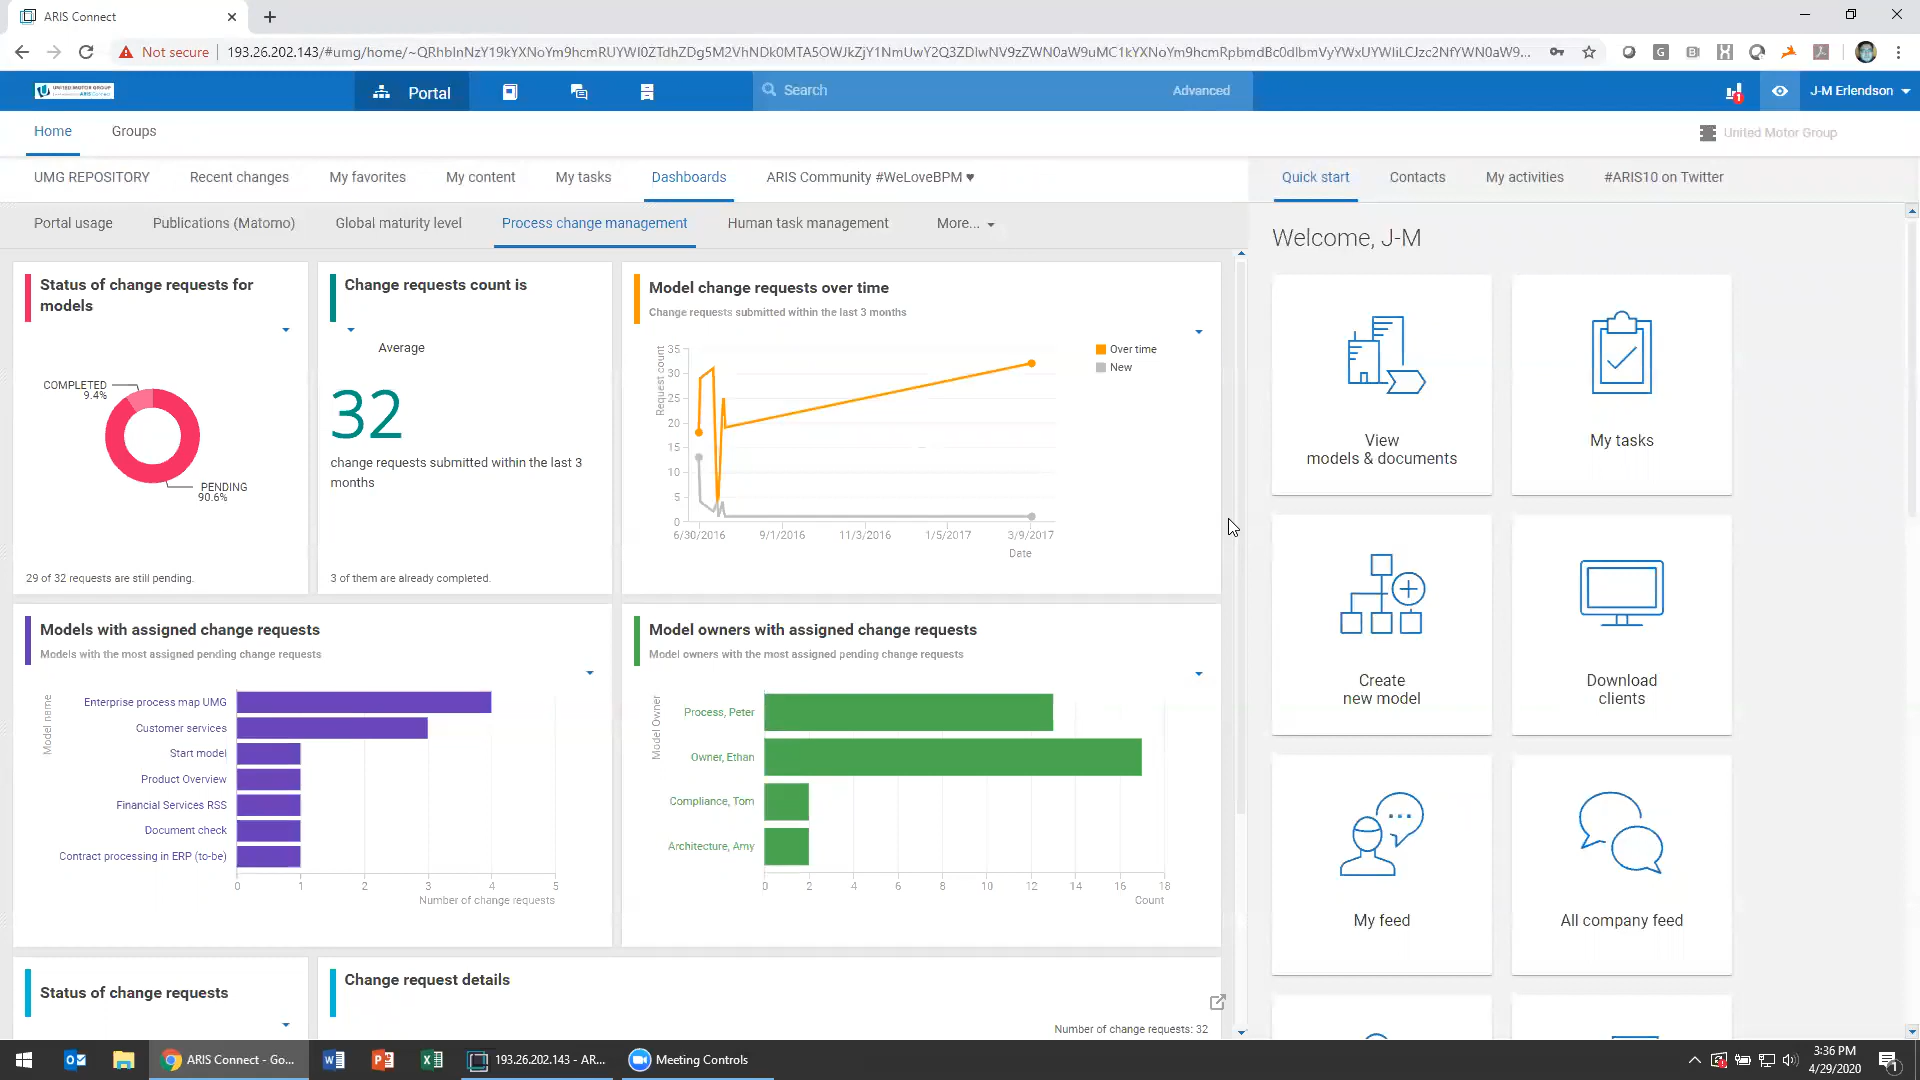 ARIS Connect
Not secure
Portal
Search
Advanced
1
J-M Erlendson
Home
Groups
United Motor Group
UMG REPOSITORY
Recent changes
My favorites
My content
My tasks
Dashboards
ARIS Community #WeLoveBPM ♥
Quick start
Contacts
My activities
#ARIS10 on Twitter
Portal usage
Publications (Matomo)
Global maturity level
Process change management
Human task management
More...
Welcome, J-M
Status of change requests for
models
COMPLETED
9.4%
PENDING
90.6%
29 of 32 requests are still pending.
Change requests count is
Average
32
change requests submitted within the last 3
months
3 of them are already completed.
Model change requests over time
Change requests submitted within the last 3 months
Request count
35
30
25
20
15
10
5
0
6/30/2016
9/1/2016
11/3/2016
1/5/2017
3/9/2017
Date
Over time
New
View
models & documents
My tasks
Models with assigned change requests
Models with the most assigned pending change requests
Model name
Enterprise process map UMG
Customer services
Start model
Product Overview
Financial Services RSS
Document check
Contract processing in ERP (to-be)
0
1
2
3
4
5
Number of change requests
Model owners with assigned change requests
Model owners with the most assigned pending change requests
Model Owner
Process, Peter
Owner, Ethan
Compliance, Tom
Architecture, Amy
0
2
4
6
8
10
12
14
16
18
Count
Create
new model
Download
clients
My feed
All company feed
Status of change requests
Change request details
Number of change requests: 32
ARIS Connect - Go...
193.26.202.143 - AR...
Meeting Controls
3:36 PM
4/29/2020
1